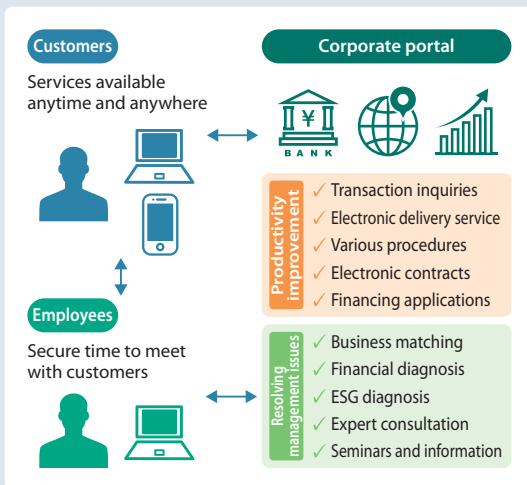 Customers
Services available
anytime and anywhere
Corporate portal
¥
BANK
Productivity
improvement
✓ Transaction inquiries
✓ Electronic delivery service
✓ Various procedures
✓ Electronic contracts
✓ Financing applications
Employees
Secure time to meet
with customers
Resolving
management issues
✓ Business matching
✓ Financial diagnosis
✓ ESG diagnosis
✓ Expert consultation
✓ Seminars and information